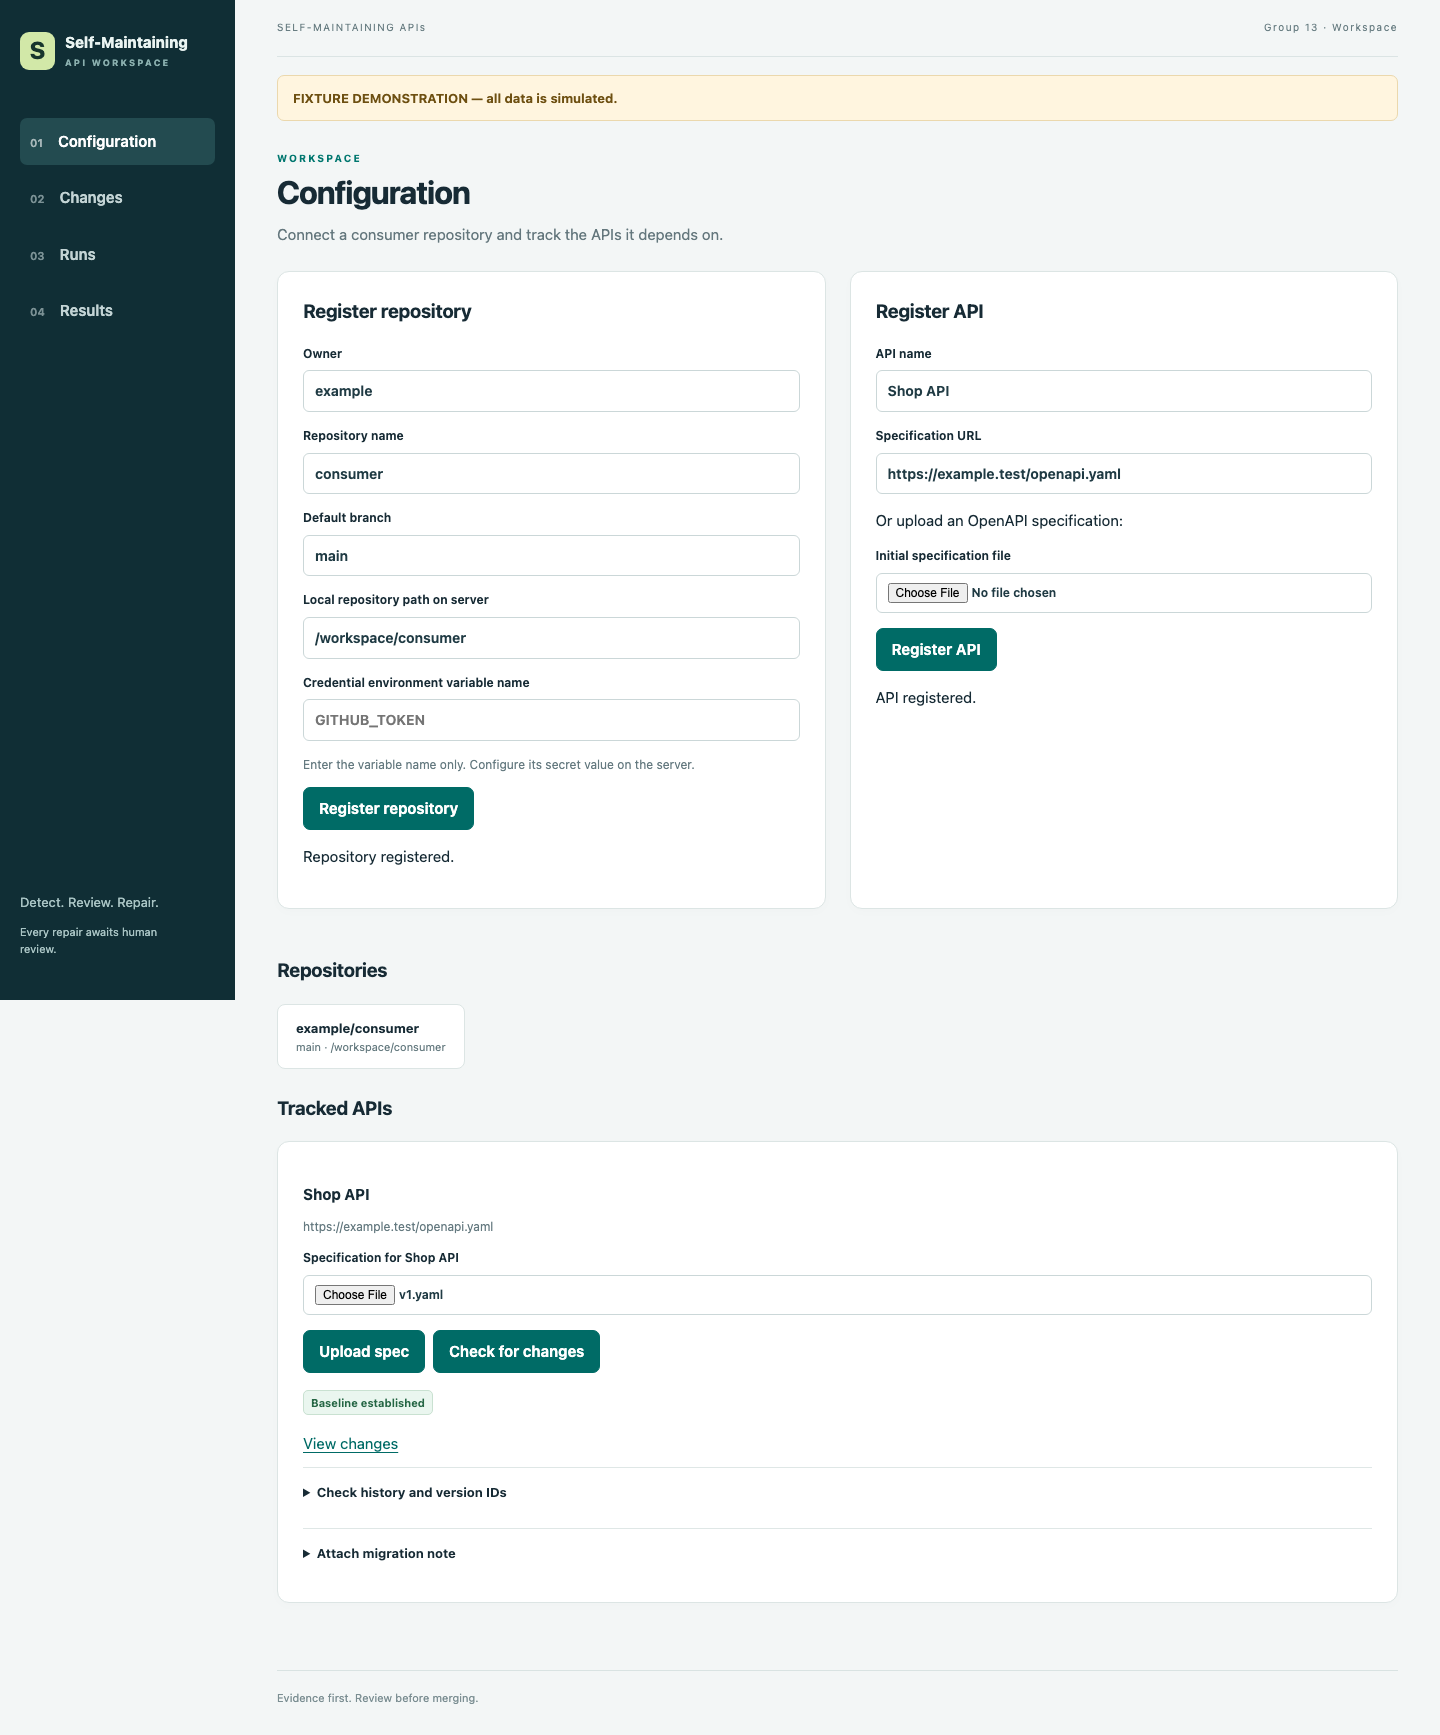 S
Self-Maintaining
API WORKSPACE
01 Configuration
02 Changes
03 Runs
04 Results
Detect. Review. Repair.
Every repair awaits human
review.
SELF-MAINTAINING APIs
Group 13 · Workspace
FIXTURE DEMONSTRATION — all data is simulated.
WORKSPACE
Configuration
Connect a consumer repository and track the APIs it depends on.
Register repository
Owner
example
Repository name
consumer
Default branch
main
Local repository path on server
/workspace/consumer
Credential environment variable name
GITHUB_TOKEN
Enter the variable name only. Configure its secret value on the server.
Register repository
Repository registered.
Register API
API name
Shop API
Specification URL
https://example.test/openapi.yaml
Or upload an OpenAPI specification:
Initial specification file
Choose File No file chosen
Register API
API registered.
Repositories
example/consumer
main · /workspace/consumer
Tracked APIs
Shop API
https://example.test/openapi.yaml
Specification for Shop API
Choose File v1.yaml
Upload spec Check for changes
Baseline established
View changes
Check history and version IDs
Attach migration note
Evidence first. Review before merging.